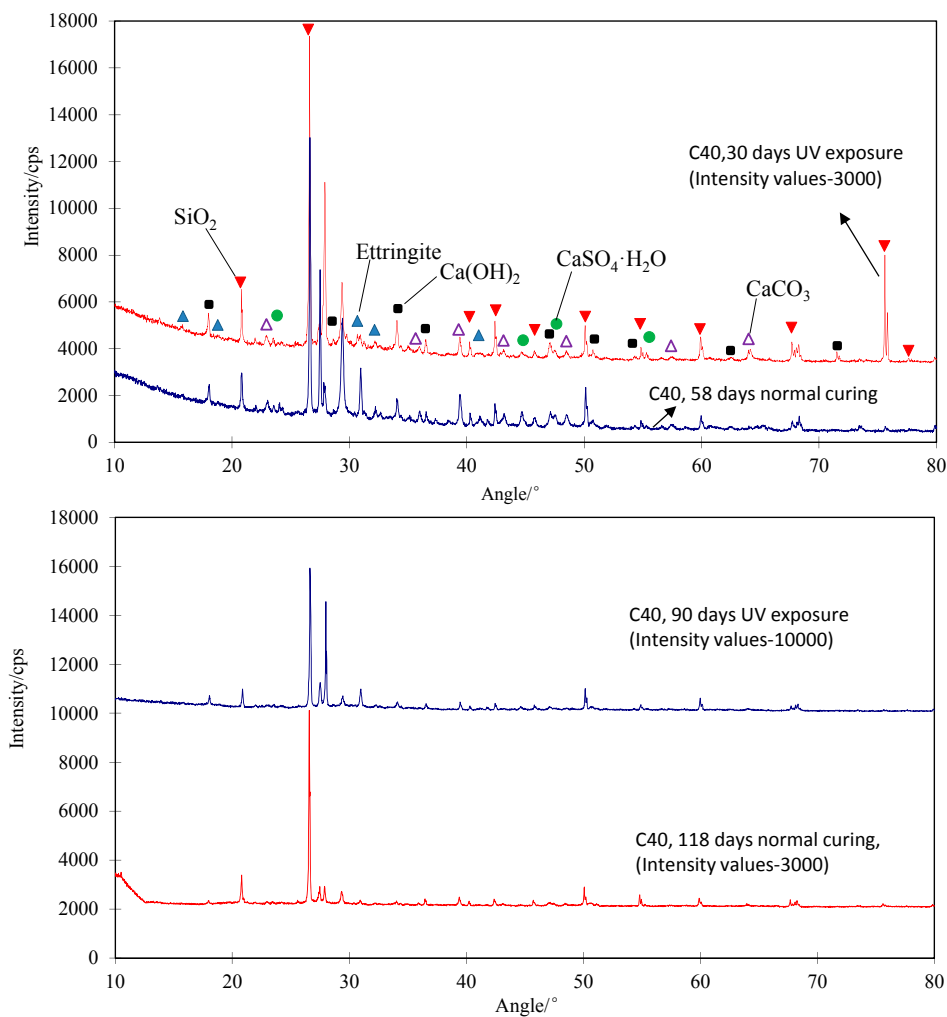 18000
16000
14000
12000
10000
8000
6000
4000
2000
0
Intensity/cps
10
20
30
40
50
60
70
80
Angle/°
SiO₂
Ettringite
Ca(OH)₂
CaSO₄·H₂O
CaCO₃
C40,30 days UV exposure
(Intensity values-3000)
C40, 58 days normal curing
18000
16000
14000
12000
10000
8000
6000
4000
2000
0
Intensity/cps
10
20
30
40
50
60
70
80
Angle/°
C40, 90 days UV exposure
(Intensity values-10000)
C40, 118 days normal curing,
(Intensity values-3000)